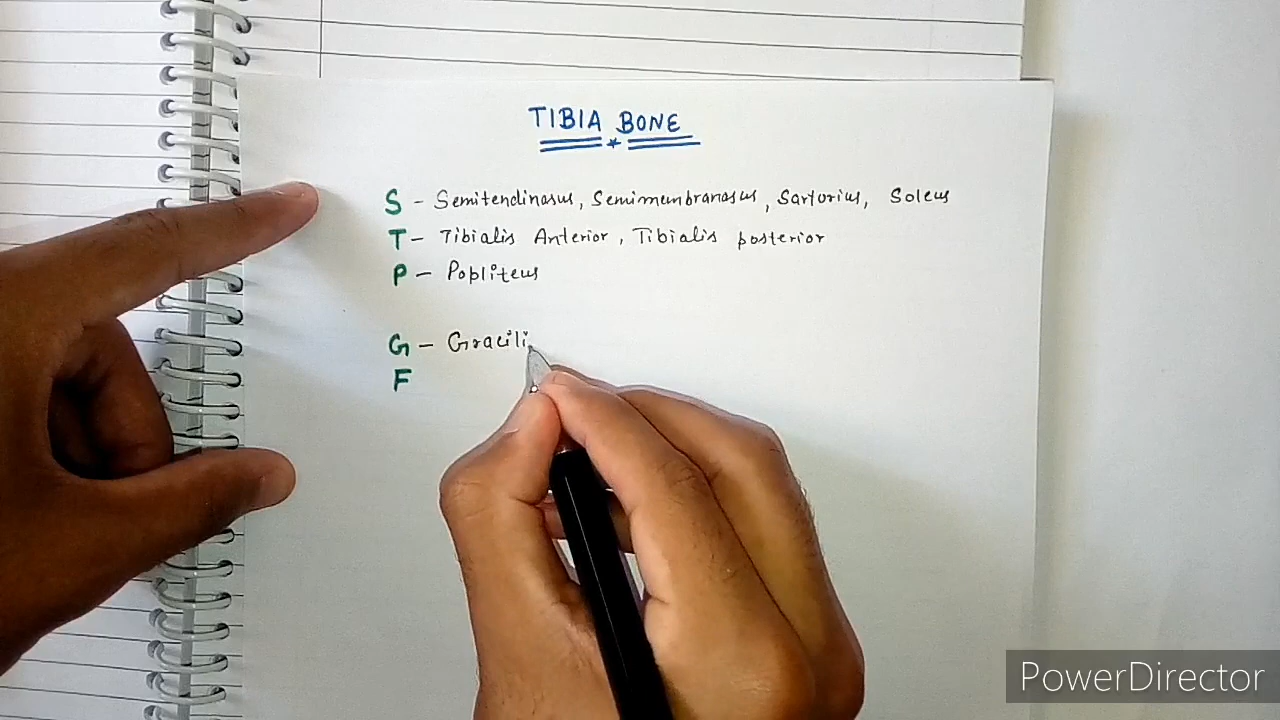 TIBIA BONE
S - Semitendinosus, Semimembranosus, Sartorius, Soleus
T - Tibialis Anterior, Tibialis posterior
P - Popliteus
G - Gracili
F
PowerDirector